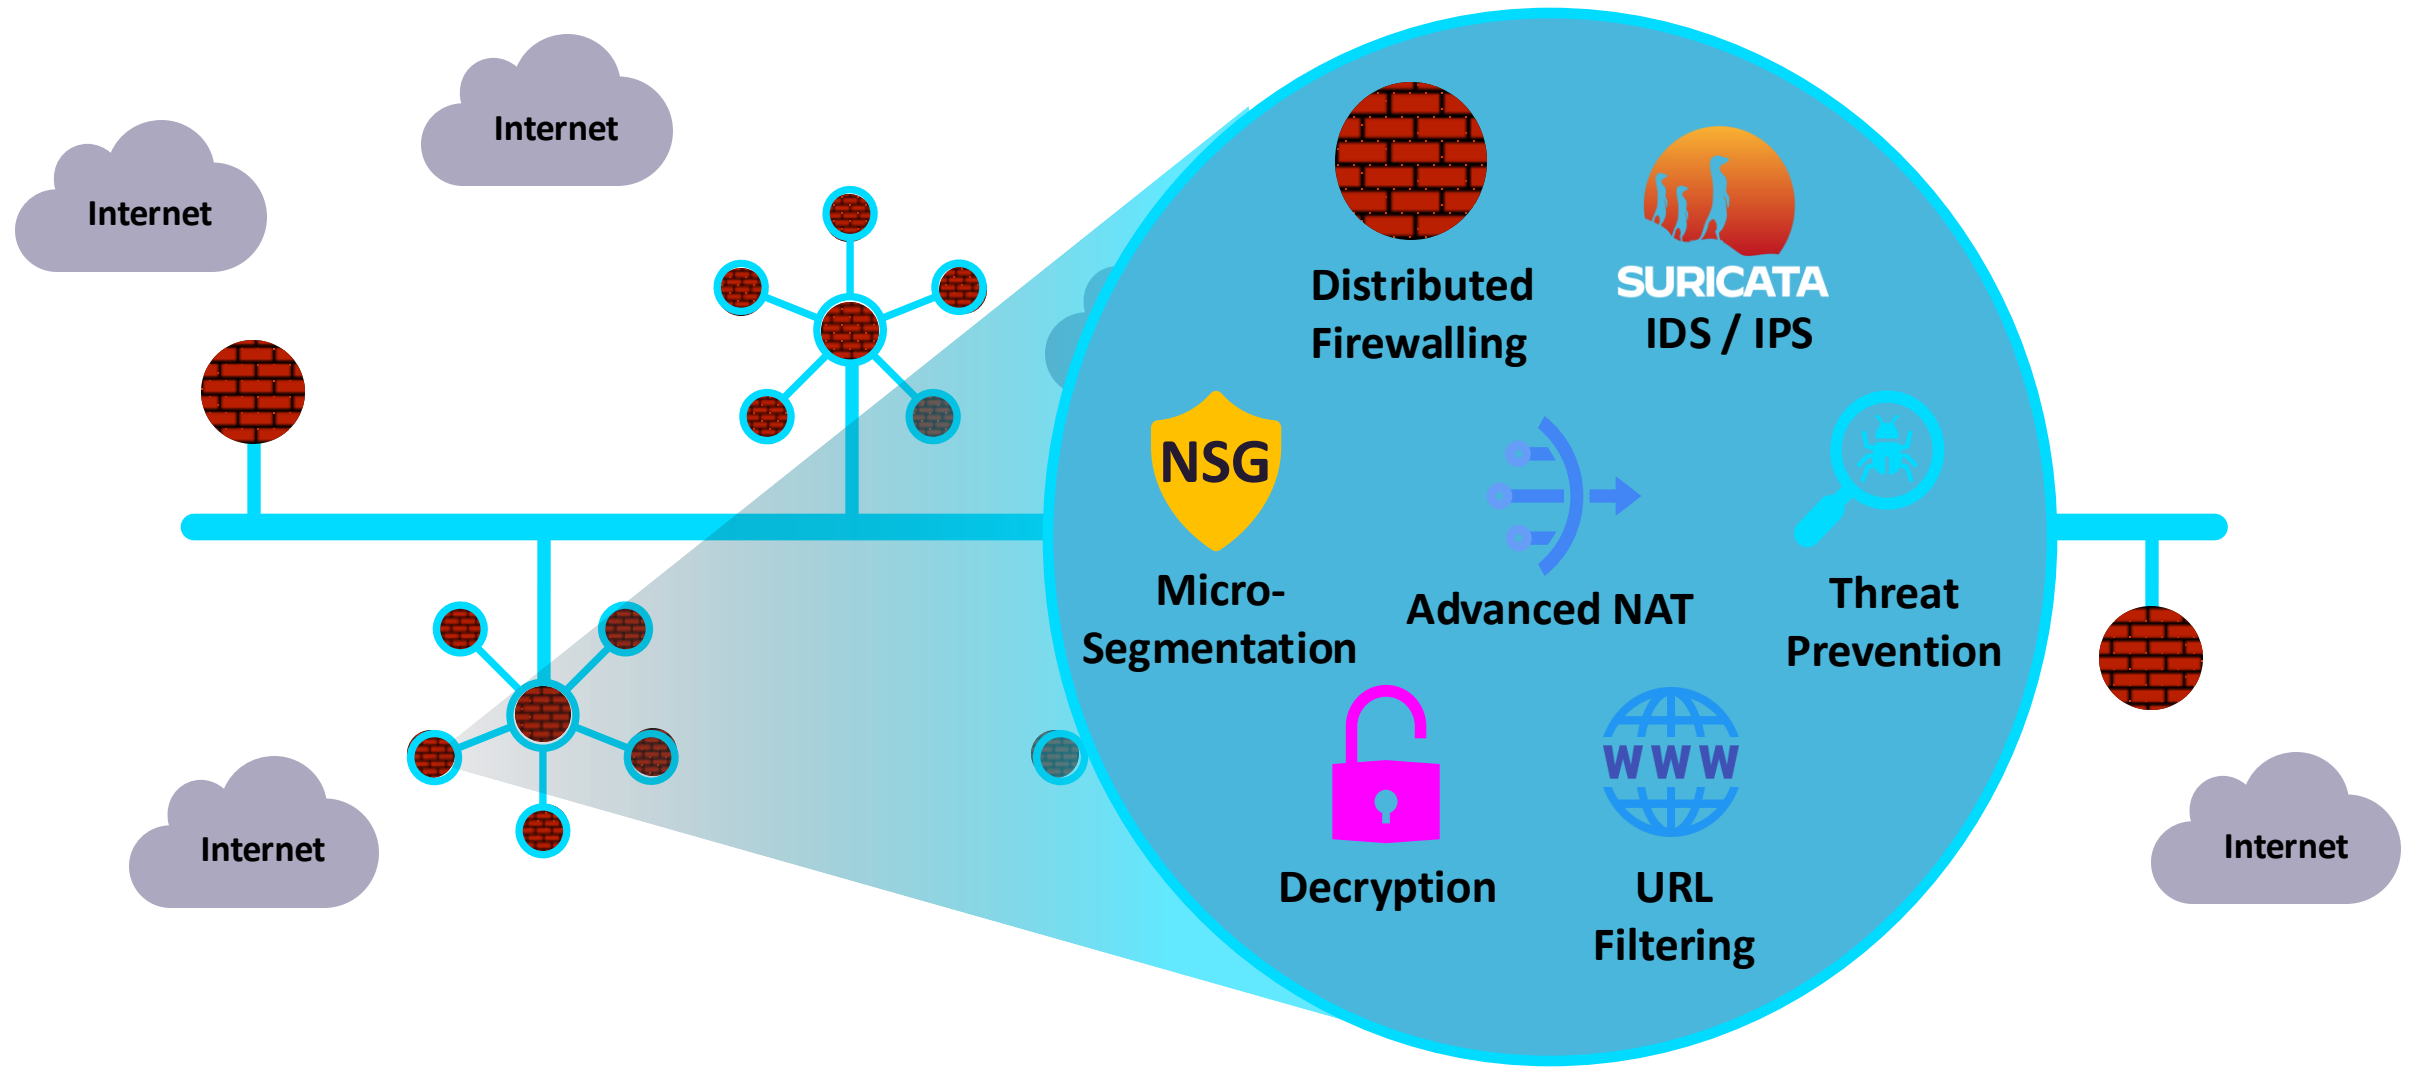 Internet
Internet
Distributed
Firewalling
SURICATA
IDS / IPS
NSG
Micro-
Segmentation
Advanced NAT
Threat
Prevention
WWW
Decryption
URL
Filtering
Internet
Internet